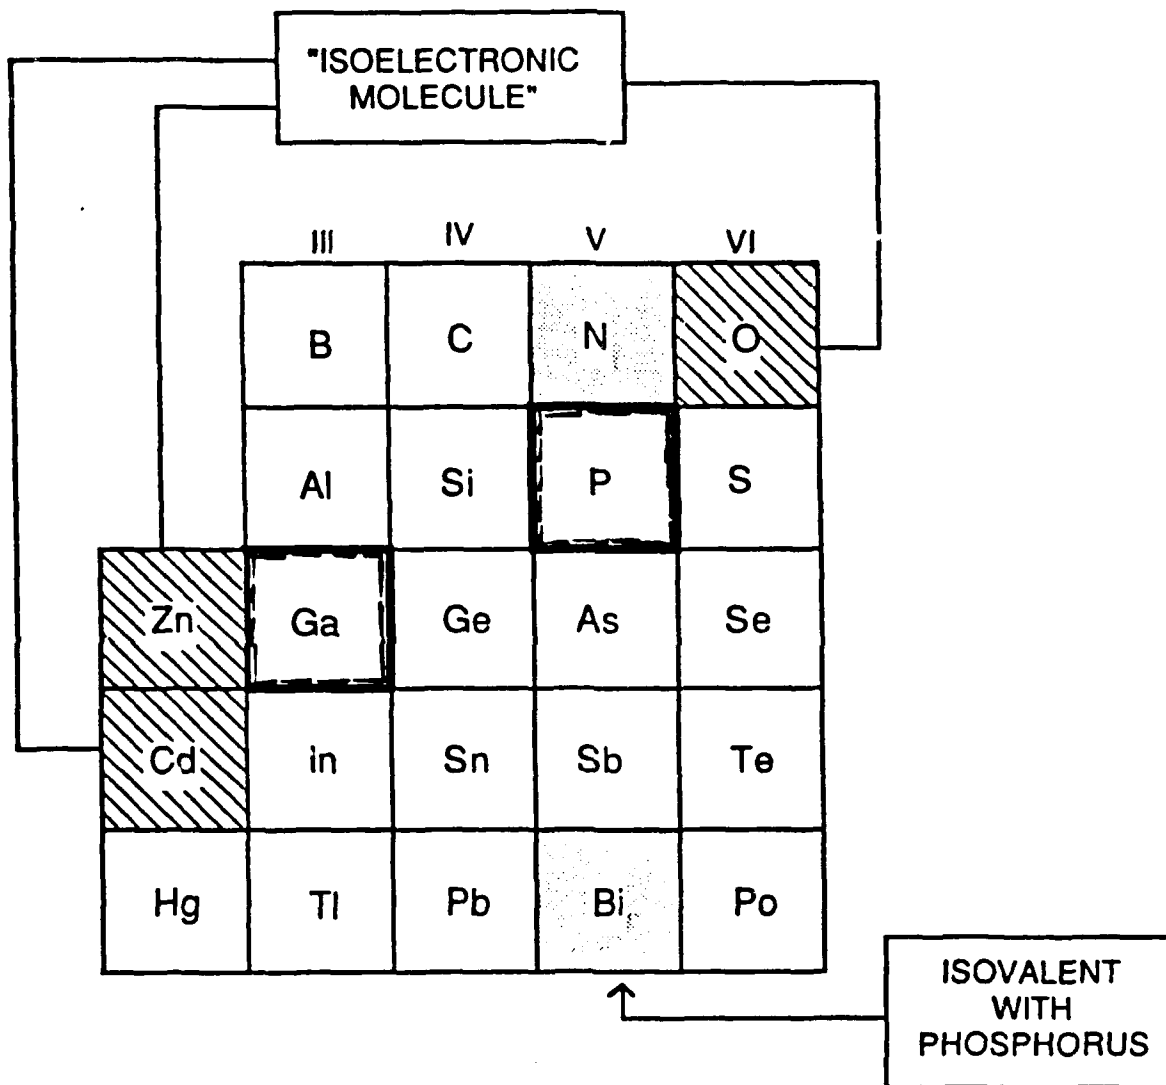 "ISOELECTRONIC
MOLECULE"
III IV V VI
B C N O
Al Si P S
Zn Ga Ge As Se
Cd In Sn Sb Te
Hg Tl Pb Bi Po
ISOVALENT
WITH
PHOSPHORUS